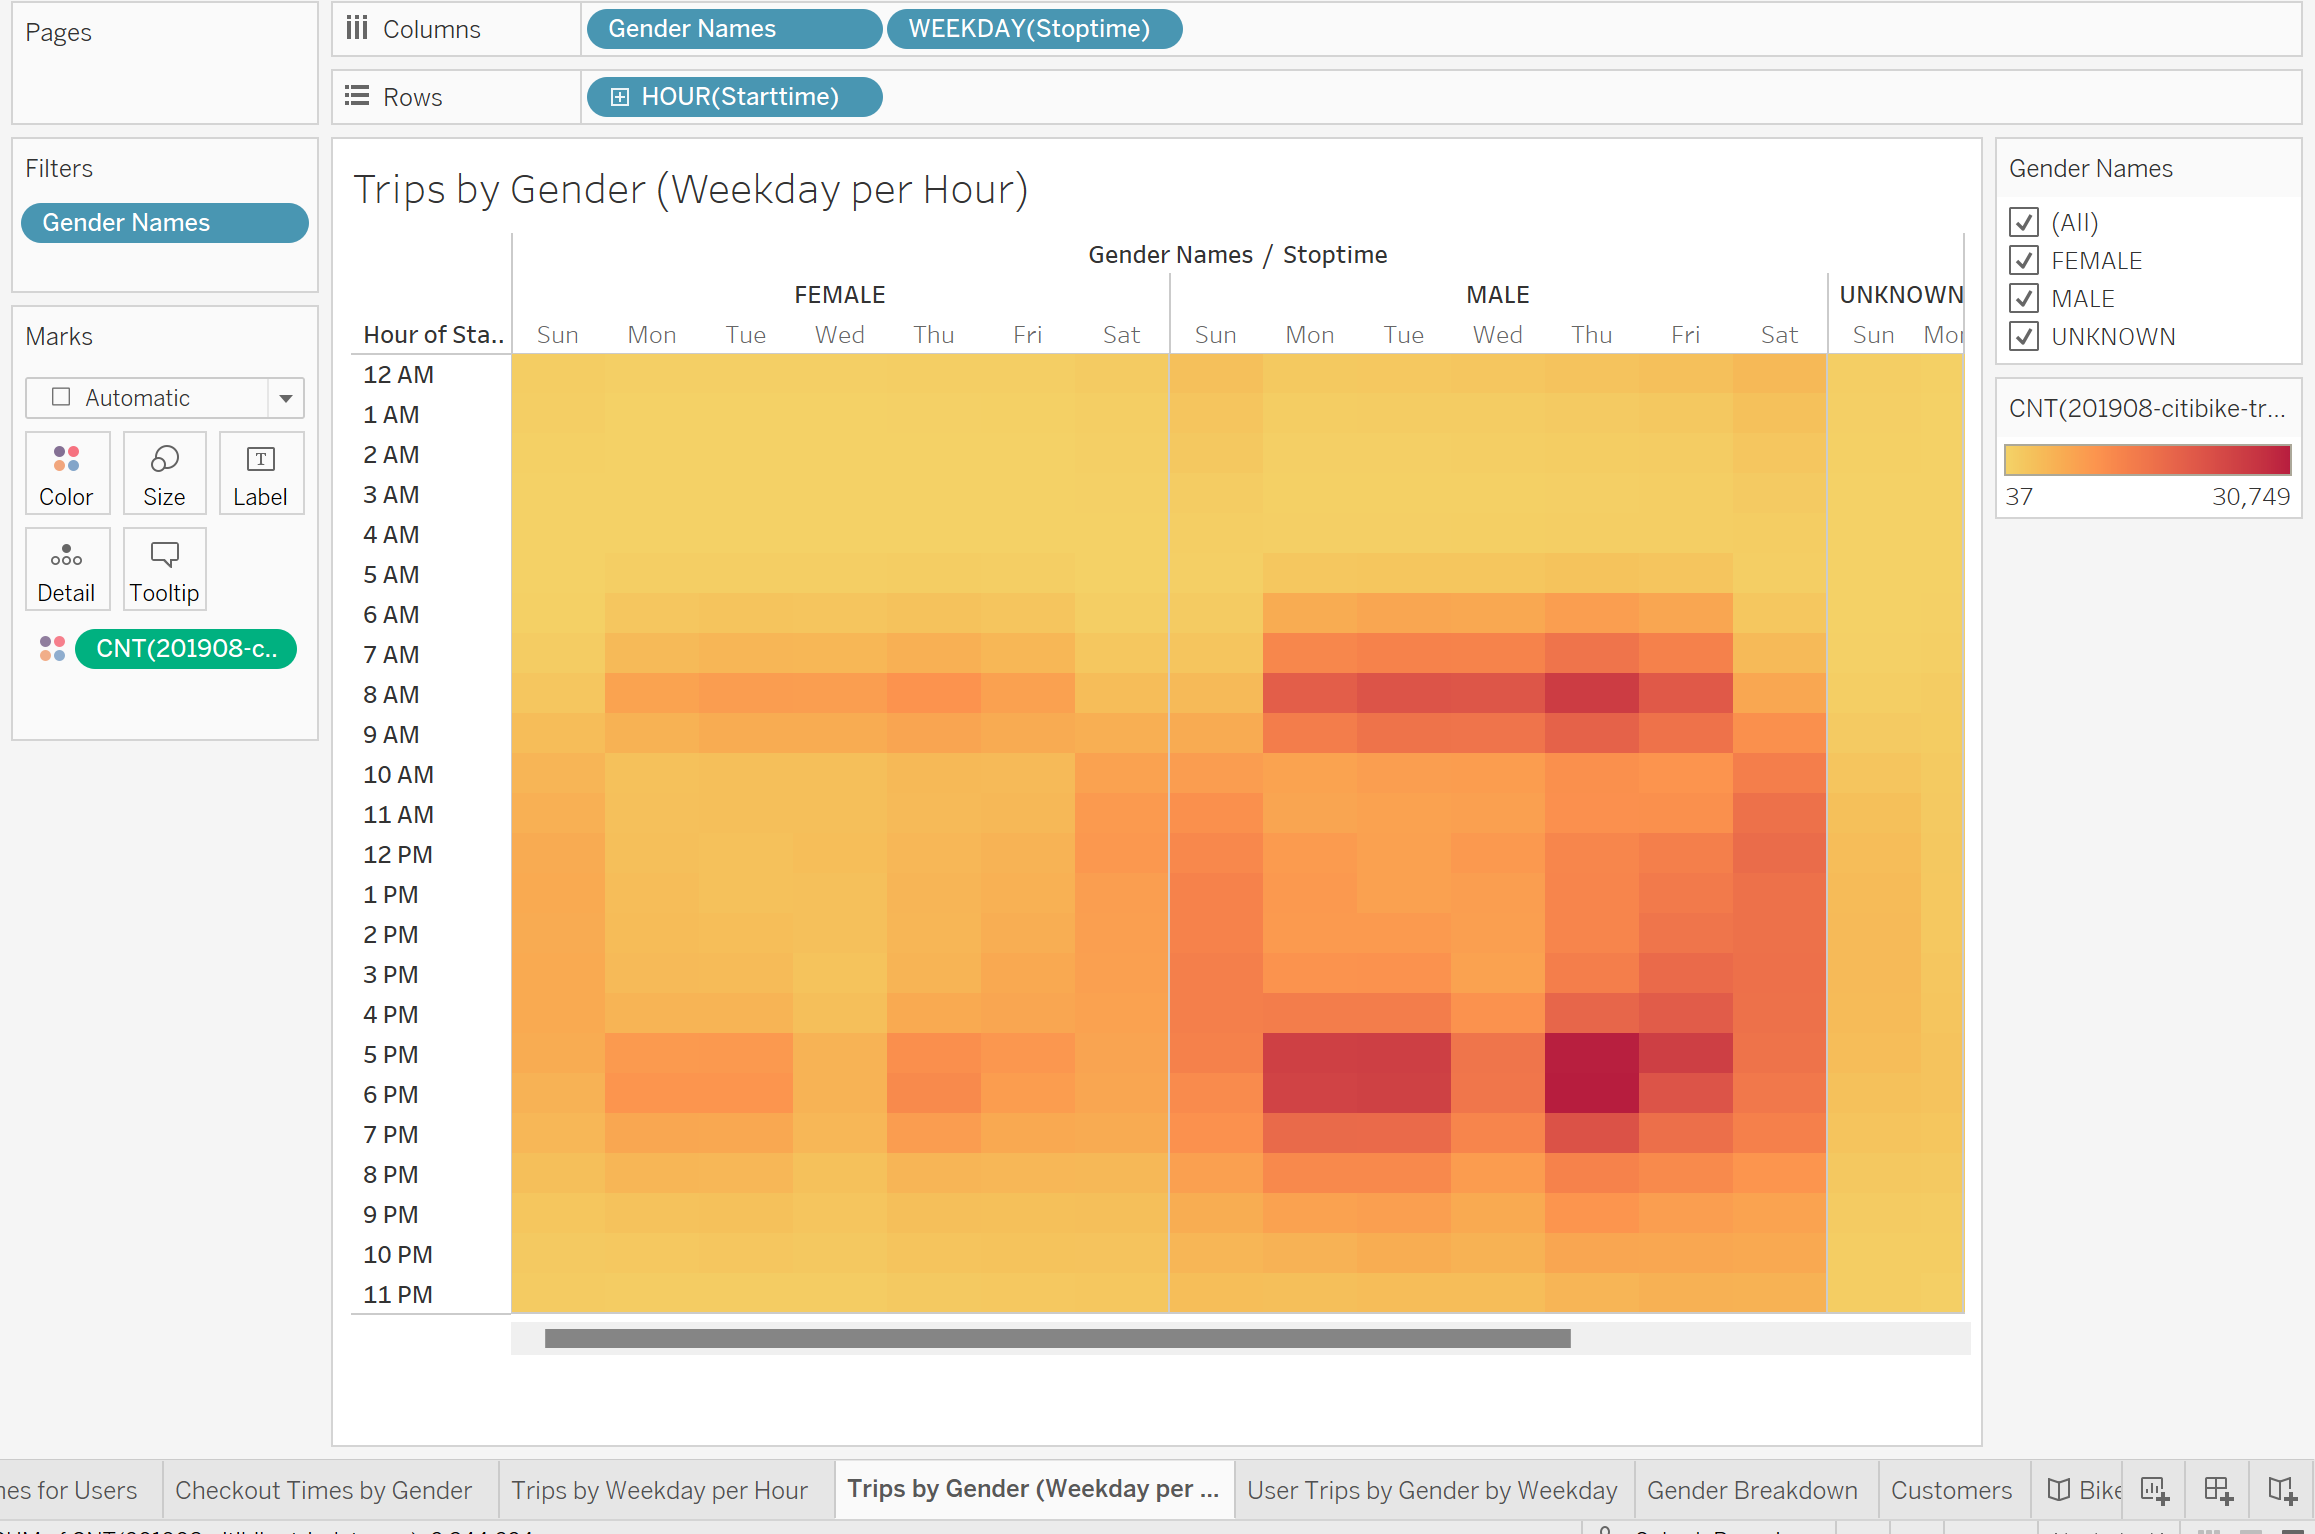 Pages
Columns
Gender Names
WEEKDAY(Stoptime)
Rows
HOUR(Starttime)
Filters
Gender Names
Marks
Automatic
Color
Size
Label
Detail
Tooltip
CNT(201908-c..
Trips by Gender (Weekday per Hour)
Gender Names / Stoptime
FEMALE MALE UNKNOWN
Hour of Sta.. Sun Mon Tue Wed Thu Fri Sat Sun Mon Tue Wed Thu Fri Sat Sun Mon
12 AM
1 AM
2 AM
3 AM
4 AM
5 AM
6 AM
7 AM
8 AM
9 AM
10 AM
11 AM
12 PM
1 PM
2 PM
3 PM
4 PM
5 PM
6 PM
7 PM
8 PM
9 PM
10 PM
11 PM
Gender Names
(All)
FEMALE
MALE
UNKNOWN
CNT(201908-citibike-tr...
37 30,749
nes for Users
Checkout Times by Gender
Trips by Weekday per Hour
Trips by Gender (Weekday per ...
User Trips by Gender by Weekday
Gender Breakdown
Customers
Bike